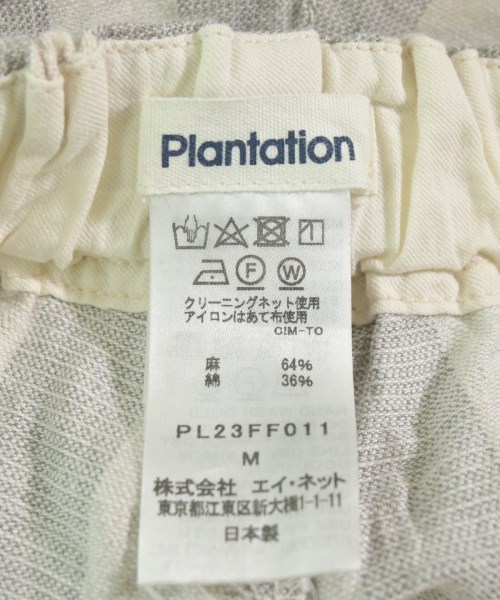 Plantation
F W
クリーニングネット使用
アイロンはあて布使用
C!M-TO
麻 64%
綿 36%
PL23FF011
M
株式会社 エイ・ネット
東京都江東区新大橋1-1-11
日本製